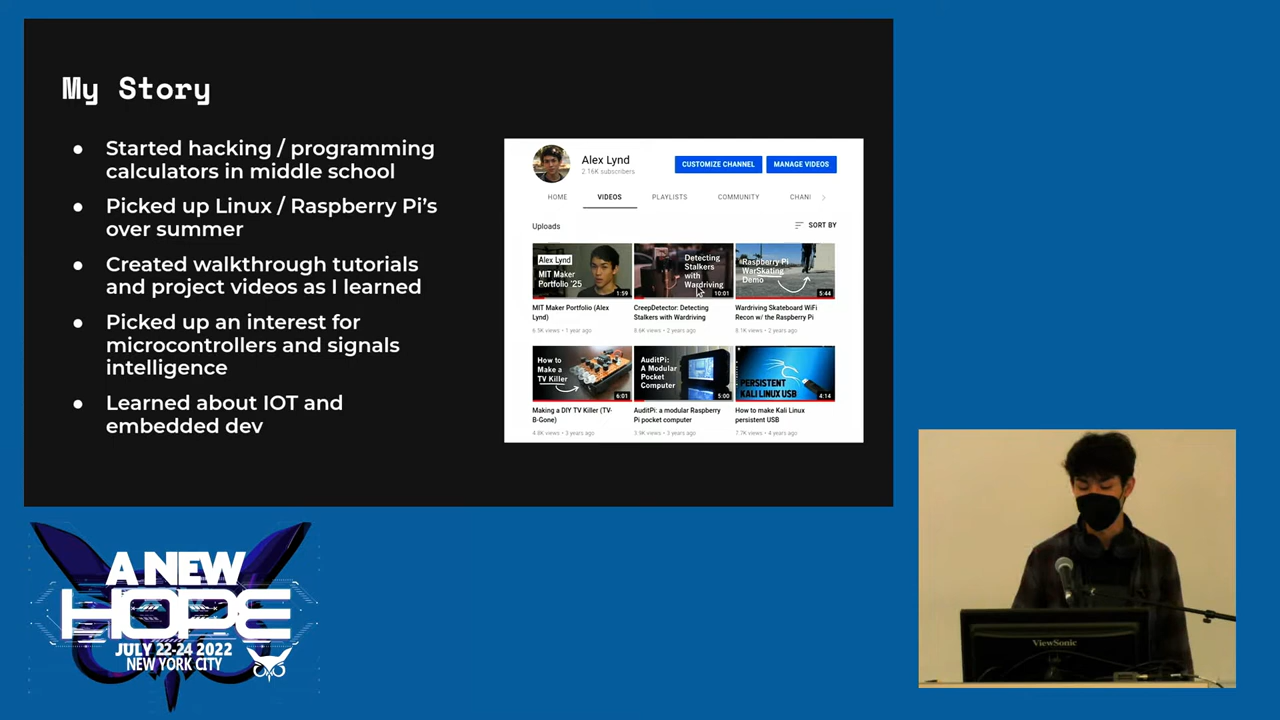 My Story
● Started hacking / programming
calculators in middle school
● Picked up Linux / Raspberry Pi's
over summer
● Created walkthrough tutorials
and project videos as I learned
● Picked up an interest for
microcontrollers and signals
intelligence
● Learned about IOT and
embedded dev
Alex Lynd
2.16K subscribers
CUSTOMIZE CHANNEL
MANAGE VIDEOS
HOME VIDEOS PLAYLISTS COMMUNITY CHANI
Uploads
SORT BY
Alex Lynd
MIT Maker
Portfolio '25
1:59
Detecting
Stalkers
with
Wardriving
10:01
Raspberry Pi
WarSkating
Demo
5:44
MIT Maker Portfolio (Alex
Lynd)
6.5K views • 1 year ago
CreepDetector: Detecting
Stalkers with Wardriving
8.6K views • 2 years ago
Wardriving Skateboard WiFi
Recon w/ the Raspberry Pi
8.1K views • 2 years ago
How to
Make a
TV Killer
6:01
AuditPi:
A Modular
Pocket
Computer
5:00
PERSISTENT
KALI LINUX USB
4:14
Making a DIY TV Killer (TV-
B-Gone)
4.8K views • 3 years ago
AuditPi: a modular Raspberry
Pi pocket computer
3.9K views • 3 years ago
How to make Kali Linux
persistent USB
7.7K views • 4 years ago
A NEW
HOPE
JULY 22-24 2022
NEW YORK CITY
ViewSonic